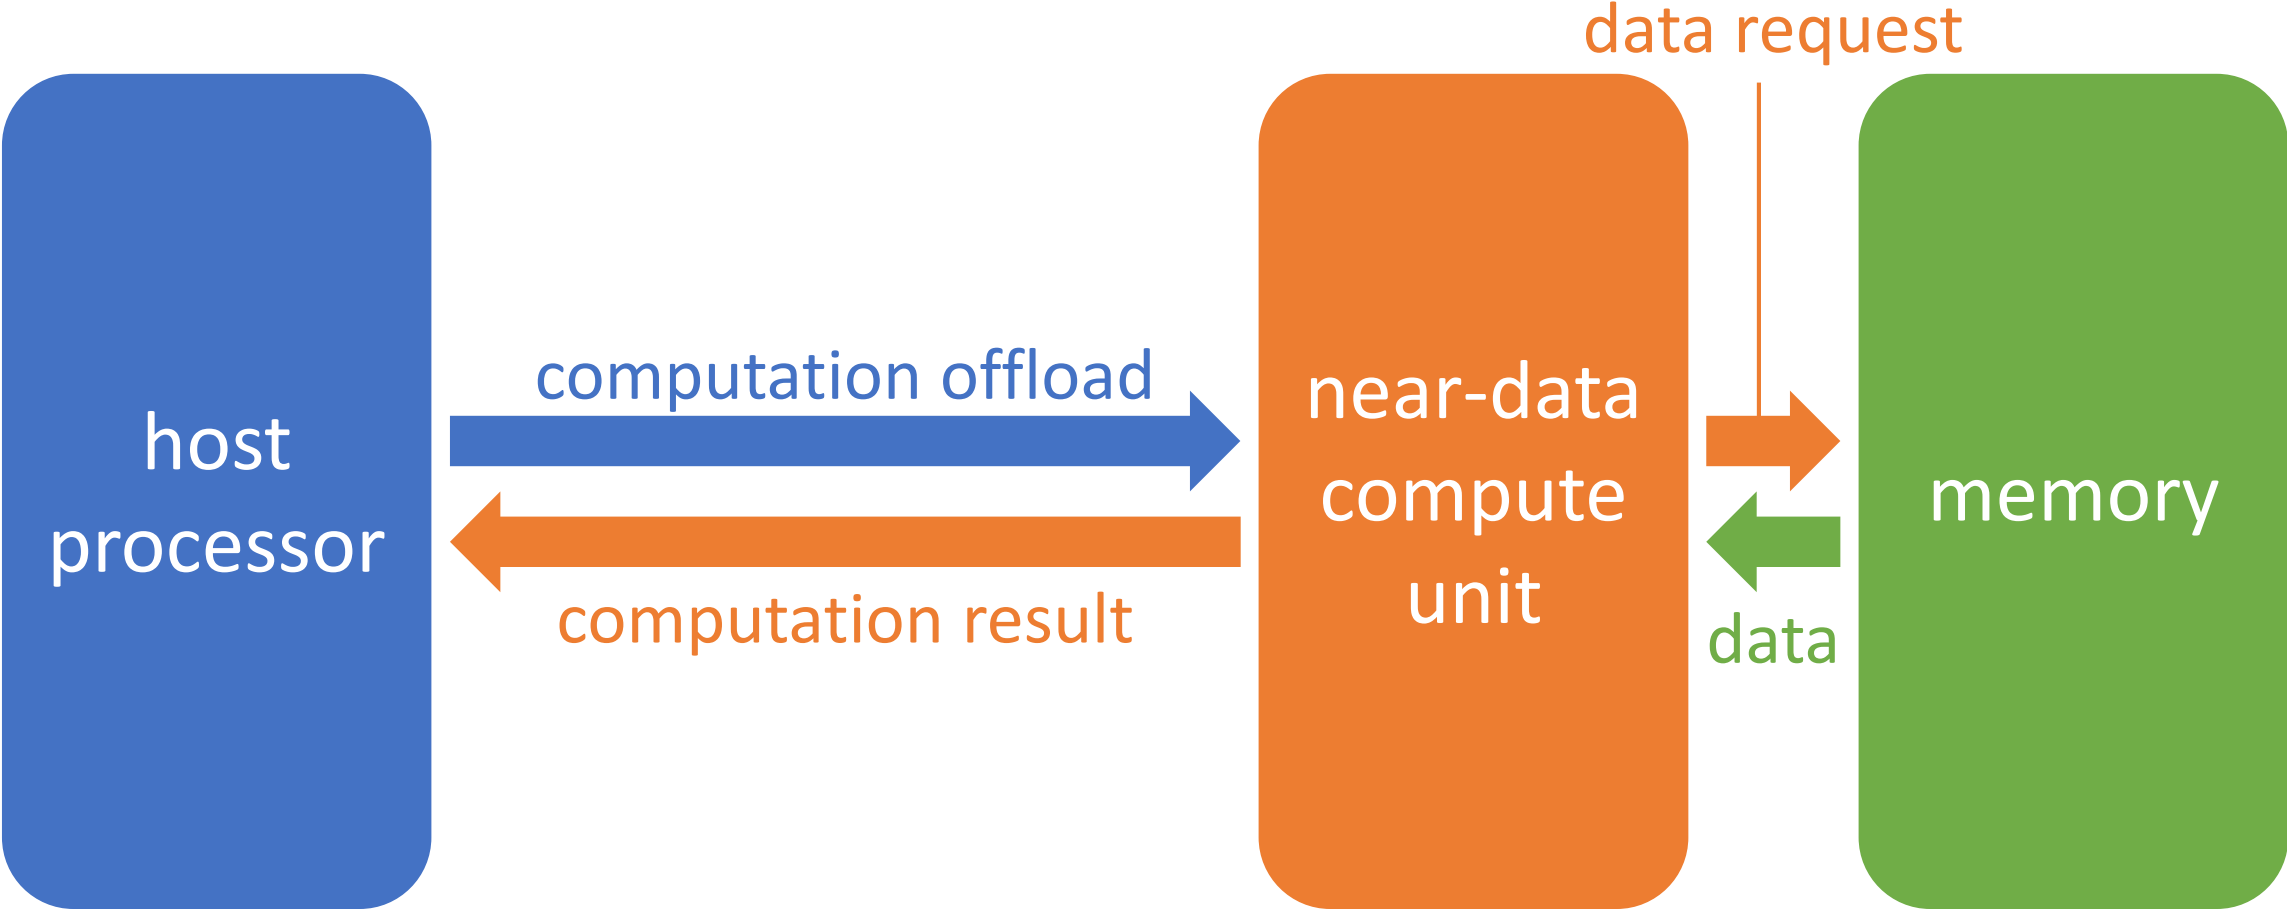 data request
computation offload
host
processor
computation result
near-data
compute
unit
data
memory